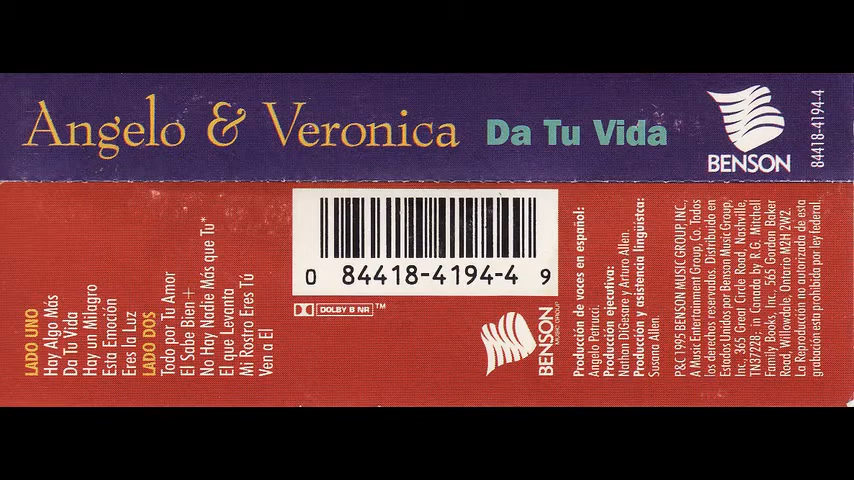 Angelo & Veronica Da Tu Vida
BENSON
84418-4194-4
LADO UNO
Hay Algo Más
Da Tu Vida
Hay un Milagro
Esta Emoción
Eres la Luz
LADO DOS
Todo por Tu Amor
El Sabe Bien +
No Hay Nadie Más que Tu*
El que Levanta
Mi Rostro Eres Tú
Ven a El
0 84418-4194-4 9
DOLBY B NR TM
BENSON
MUSIC GROUP
Producción de voces en español:
Angelo Petrucci.
Producción ejecutiva:
Nathan DiGesare y Arturo Allen.
Producción y asistencia lingüística:
Susana Allen.
P&C 1995 BENSON MUSIC GROUP, INC,
A Music Entertainment Group, Co. Todos
los derechos reservados. Distribuido en
Estados Unidos por Benson Music Group,
Inc, 365 Great Circle Road, Nashville,
TN37228; in Canada by R.G. Mitchell
Family Books, Inc., 565 Gordon Baker
Road, Willowdale, Ontario M2H 2W2.
La Reproducción no autorizada de esta
grabación esta prohibida por ley federal.